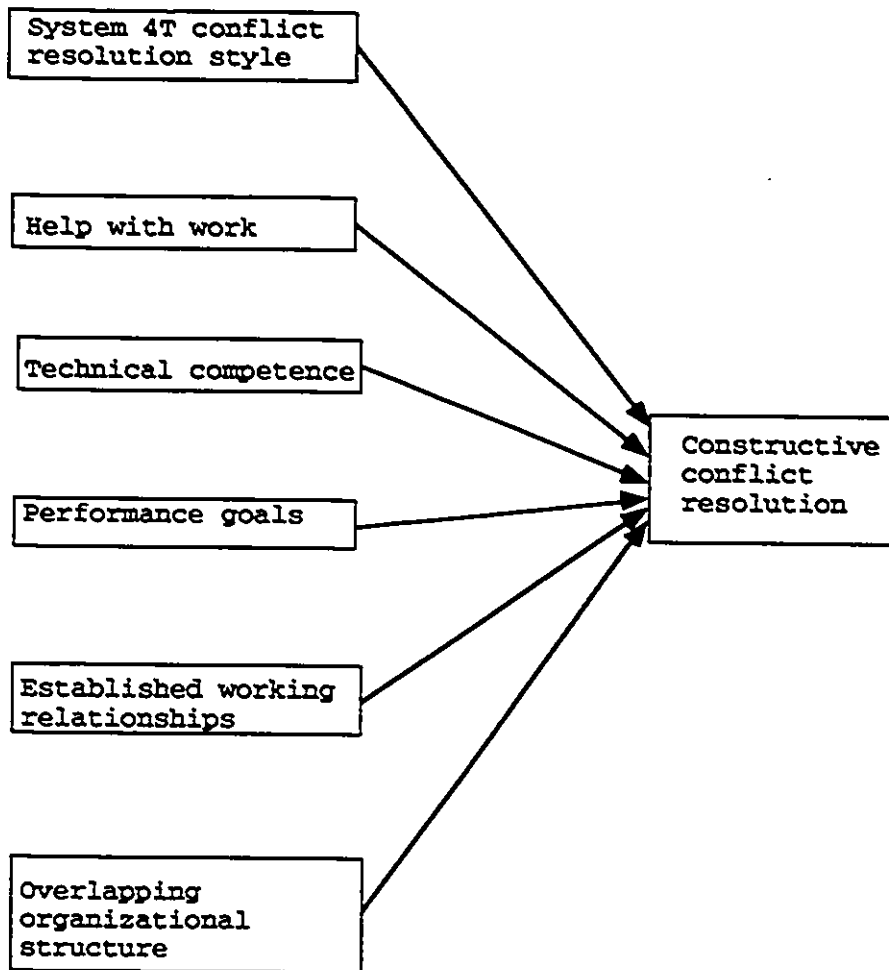 System 4T conflict
resolution style
Help with work
Technical competence
Performance goals
Established working
relationships
Overlapping
organizational
structure
Constructive
conflict
resolution